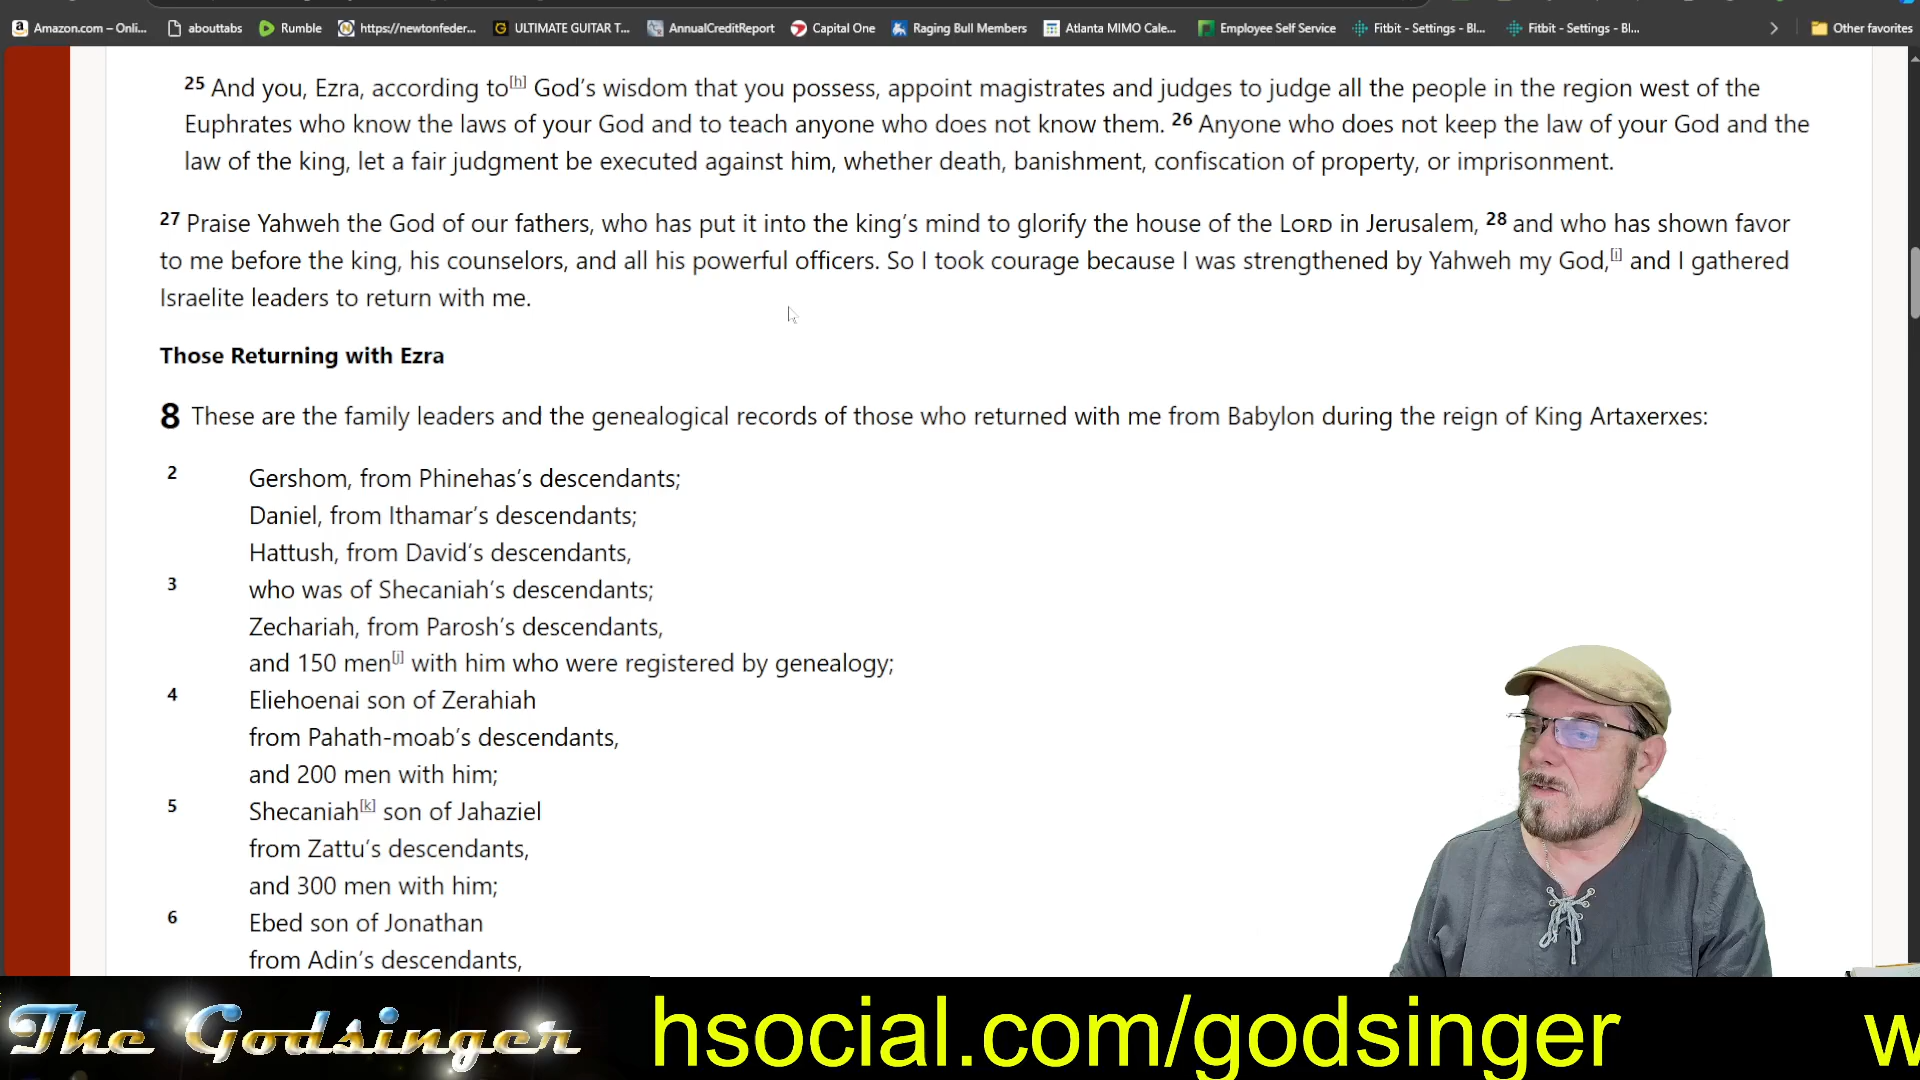 Amazon.com – Onli...
abouttabs
Rumble
https://newtonfeder...
ULTIMATE GUITAR T...
AnnualCreditReport
Capital One
Raging Bull Members
Atlanta MIMO Cale...
Employee Self Service
Fitbit - Settings - Bl...
Fitbit - Settings - Bl...
Other favorites
25 And you, Ezra, according to[h] God’s wisdom that you possess, appoint magistrates and judges to judge all the people in the region west of the
Euphrates who know the laws of your God and to teach anyone who does not know them. 26 Anyone who does not keep the law of your God and the
law of the king, let a fair judgment be executed against him, whether death, banishment, confiscation of property, or imprisonment.
27 Praise Yahweh the God of our fathers, who has put it into the king’s mind to glorify the house of the LORD in Jerusalem, 28 and who has shown favor
to me before the king, his counselors, and all his powerful officers. So I took courage because I was strengthened by Yahweh my God,[i] and I gathered
Israelite leaders to return with me.
Those Returning with Ezra
8 These are the family leaders and the genealogical records of those who returned with me from Babylon during the reign of King Artaxerxes:
2 Gershom, from Phinehas’s descendants;
Daniel, from Ithamar’s descendants;
Hattush, from David’s descendants,
3 who was of Shecaniah’s descendants;
Zechariah, from Parosh’s descendants,
and 150 men[j] with him who were registered by genealogy;
4 Eliehoenai son of Zerahiah
from Pahath-moab’s descendants,
and 200 men with him;
5 Shecaniah[k] son of Jahaziel
from Zattu’s descendants,
and 300 men with him;
6 Ebed son of Jonathan
from Adin’s descendants,
The Godsinger
hsocial.com/godsinger
w